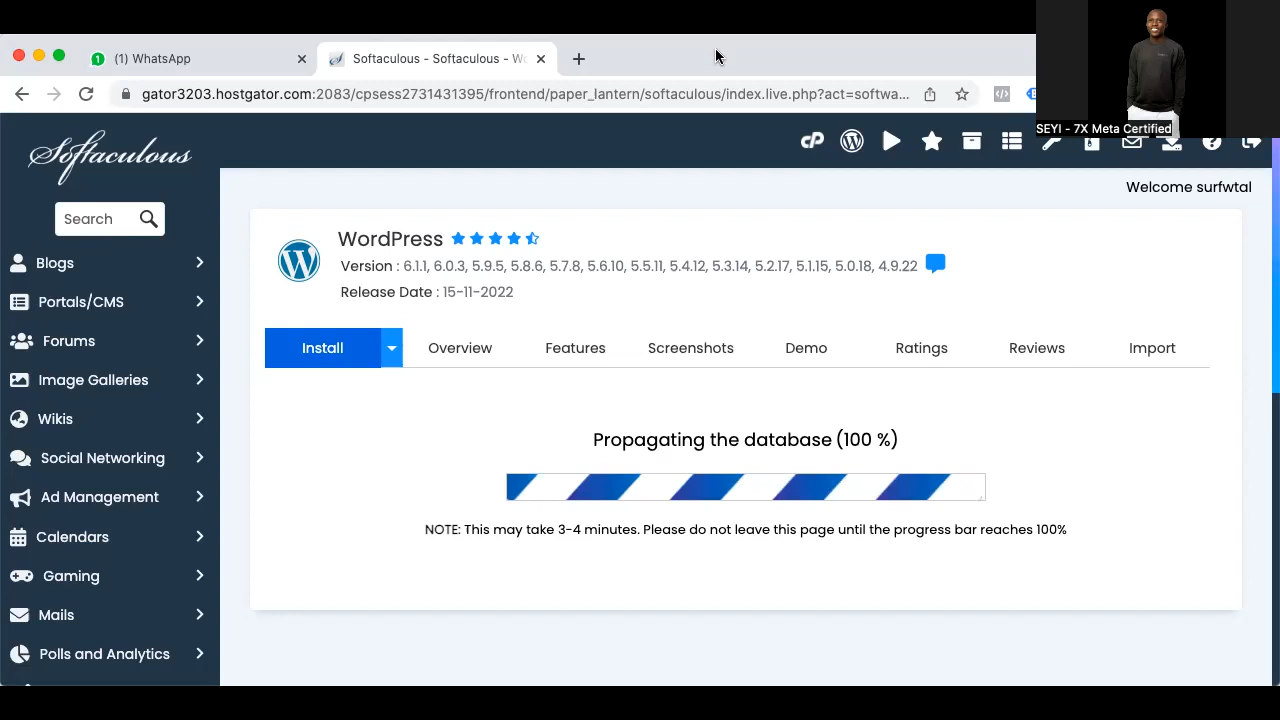 (1) WhatsApp
Softaculous - Softaculous - Wo
gator3203.hostgator.com:2083/cpsess2731431395/frontend/paper_lantern/softaculous/index.live.php?act=softwa...
SEYI - 7X Meta Certified
Softaculous
cP
Welcome surfwtal
Search
Blogs
Portals/CMS
Forums
Image Galleries
Wikis
Social Networking
Ad Management
Calendars
Gaming
Mails
Polls and Analytics
WordPress
Version : 6.1.1, 6.0.3, 5.9.5, 5.8.6, 5.7.8, 5.6.10, 5.5.11, 5.4.12, 5.3.14, 5.2.17, 5.1.15, 5.0.18, 4.9.22
Release Date : 15-11-2022
Install Overview Features Screenshots Demo Ratings Reviews Import
Propagating the database (100 %)
NOTE: This may take 3-4 minutes. Please do not leave this page until the progress bar reaches 100%